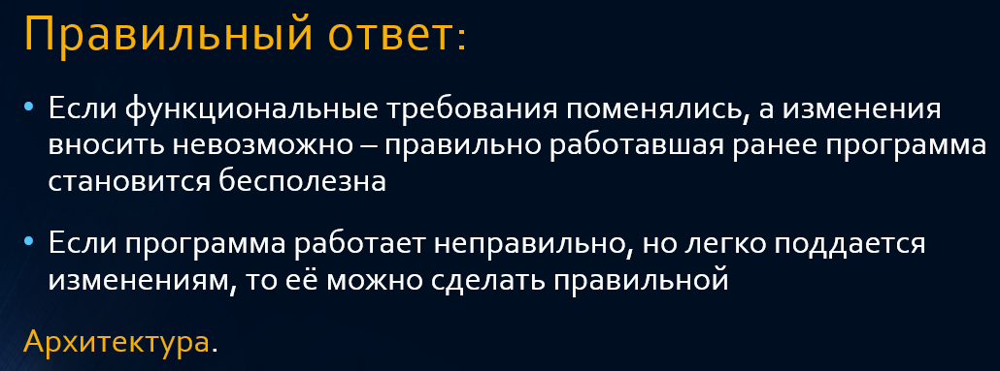 Правильный ответ:
• Если функциональные требования поменялись, а изменения
вносить невозможно – правильно работавшая ранее программа
становится бесполезна
• Если программа работает неправильно, но легко поддается
изменениям, то её можно сделать правильной
Архитектура.